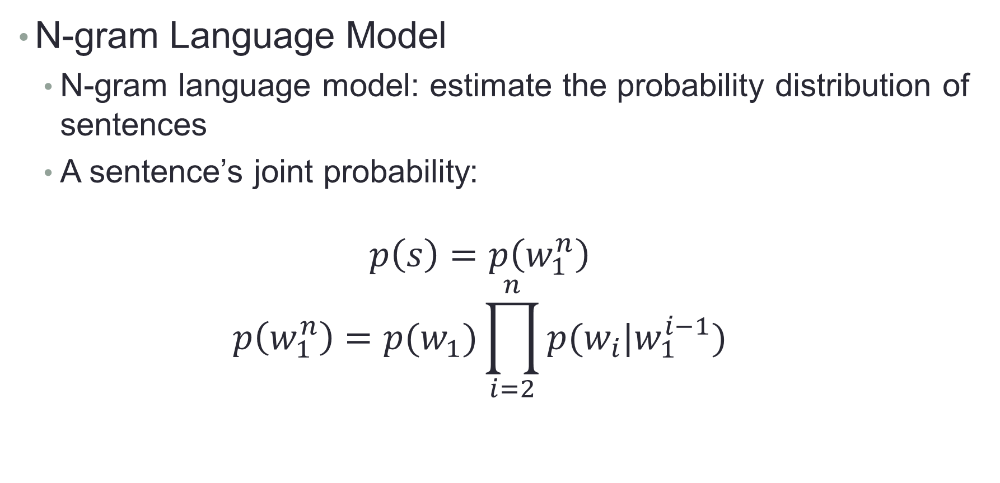 • N-gram Language Model
• N-gram language model: estimate the probability distribution of
sentences
• A sentence’s joint probability:
$p(s) = p(w_1^n)$
$p(w_1^n) = p(w_1) \prod_{i=2}^{n} p(w_i|w_1^{i-1})$